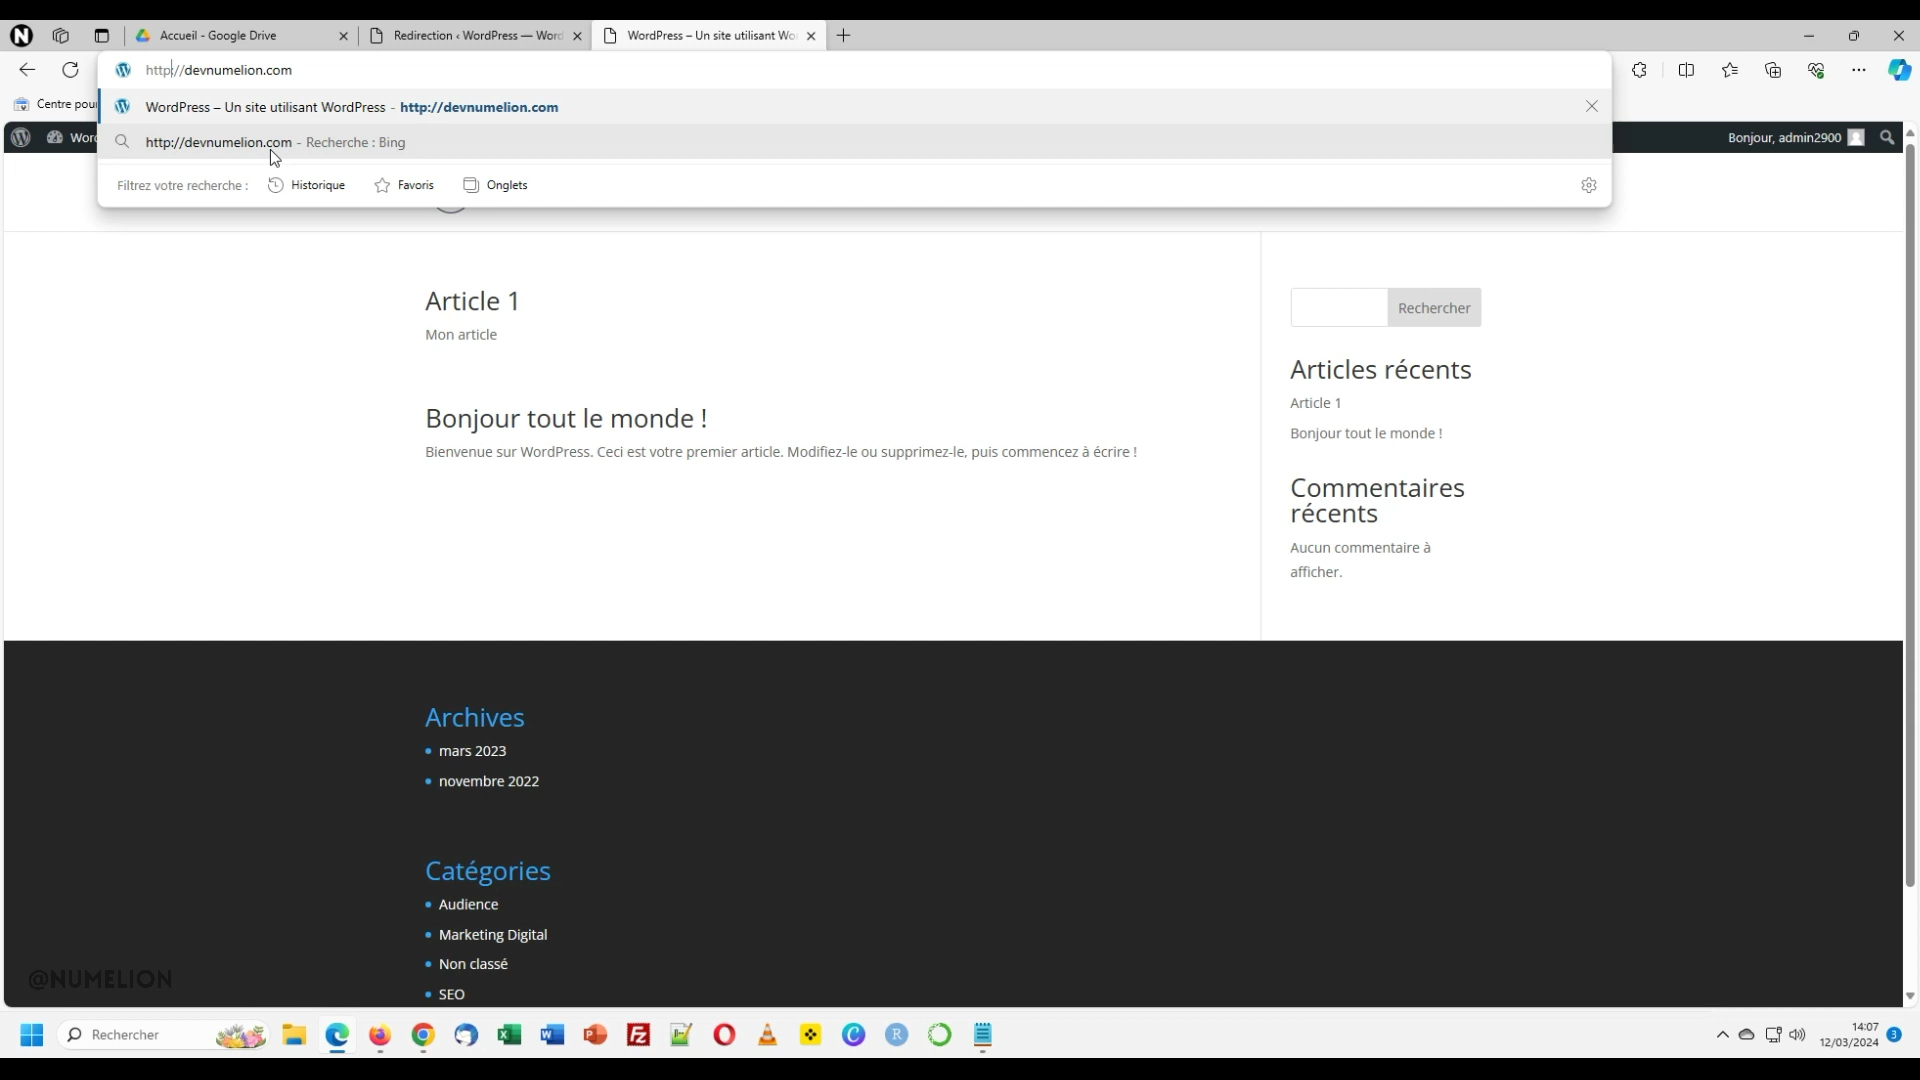 Accueil - Google Drive
Redirection ‹ WordPress — Word
WordPress – Un site utilisant Wo
http://devnumelion.com
WordPress – Un site utilisant WordPress - http://devnumelion.com
http://devnumelion.com - Recherche : Bing
Filtrez votre recherche :
Historique
Favoris
Onglets
Centre pour
Word
Bonjour, admin2900
Article 1
Mon article
Bonjour tout le monde !
Bienvenue sur WordPress. Ceci est votre premier article. Modifiez-le ou supprimez-le, puis commencez à écrire !
Rechercher
Articles récents
Article 1
Bonjour tout le monde !
Commentaires
récents
Aucun commentaire à
afficher.
Archives
mars 2023
novembre 2022
Catégories
Audience
Marketing Digital
Non classé
SEO
@NUMELION
Rechercher
14:07
12/03/2024
3